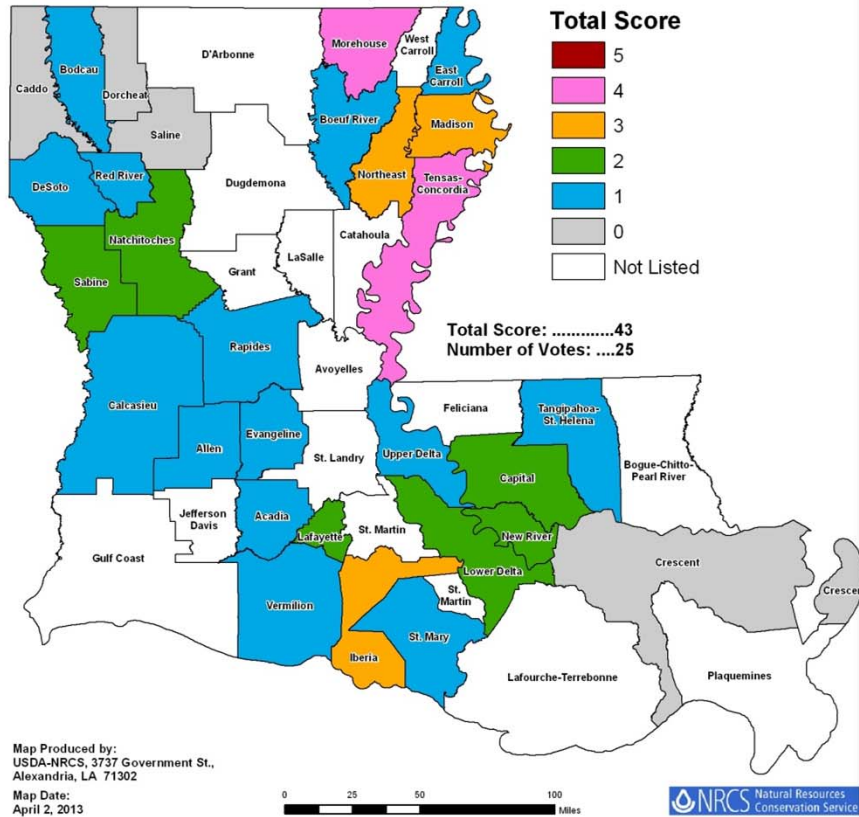 Total Score
5
4
3
2
1
0
Not Listed
D'Arbonne
Morehouse
West
Carroll
East
Carroll
Bodcau
Caddo
Dorcheat
Boeuf River
Madison
Saline
Red River
DeSoto
Northeast
Tensas-
Concordia
Dugdemona
Natchitoches
Catahoula
LaSalle
Grant
Sabine
Total Score: .............43
Number of Votes: ....25
Rapides
Avoyelles
Calcasieu
Feliciana
Tangipahoa-
St. Helena
Evangeline
Allen
St. Landry
Upper Delta
Capital
Bogue-Chitto-
Pearl River
Jefferson
Davis
Acadia
Lafayette
St. Martin
New River
Gulf Coast
Crescent
Lower Delta
Crescen
St.
Martin
Vermilion
St. Mary
Iberia
Lafourche-Terrebonne
Plaquemines
Map Produced by:
USDA-NRCS, 3737 Government St.,
Alexandria, LA 71302
Map Date:
April 2, 2013
0 25 50 100
Miles
NRCS Natural Resources
Conservation Service